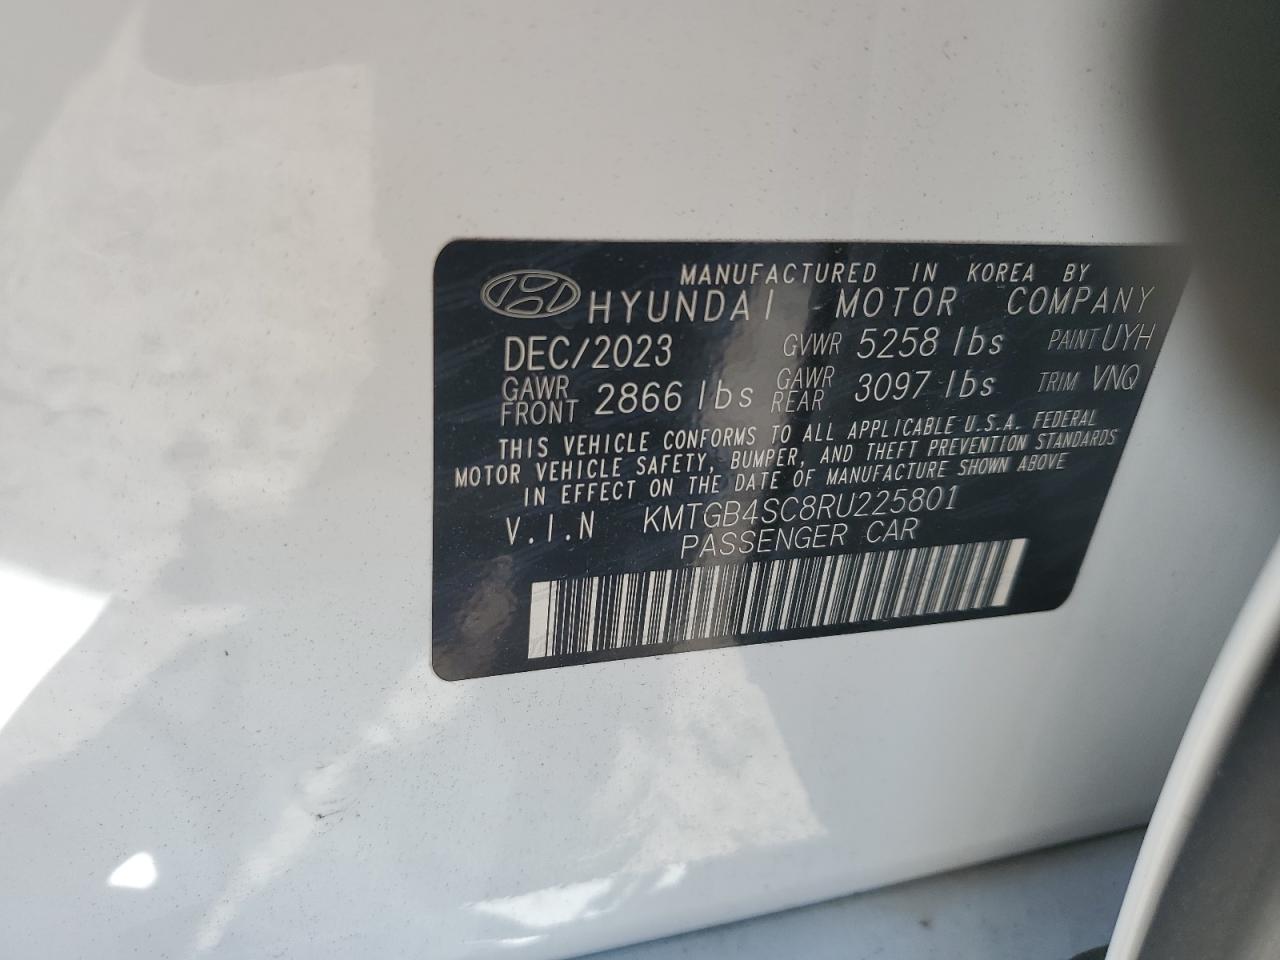 MANUFACTURED IN KOREA BY
HYUNDAI MOTOR COMPANY
DEC/2023 GVWR 5258 lbs PAINT UYH
GAWR FRONT 2866 lbs GAWR REAR 3097 lbs TRIM VNQ
THIS VEHICLE CONFORMS TO ALL APPLICABLE U.S.A. FEDERAL
MOTOR VEHICLE SAFETY, BUMPER, AND THEFT PREVENTION STANDARDS
IN EFFECT ON THE DATE OF MANUFACTURE SHOWN ABOVE
V.I.N KMTGB4SC8RU225801
PASSENGER CAR